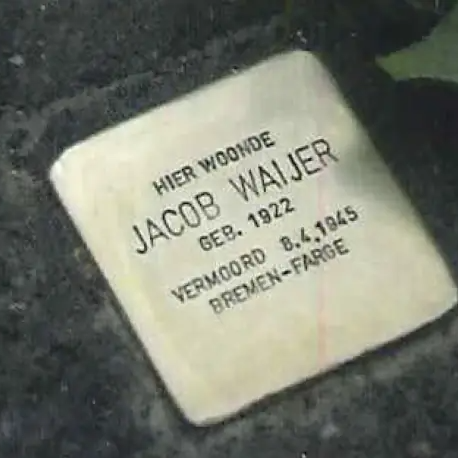 HIER WOONDE
JACOB WAIJER
GEB. 1922
VERMOORD 8.4.1945
BREMEN-FARGE